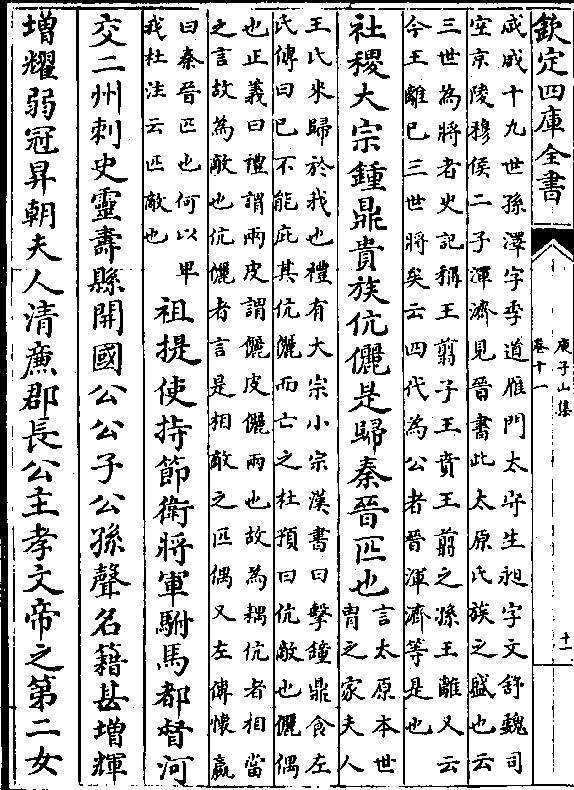 欽定四庫全書
庾子山集
卷十一
十一
咸咸十九世孫澤字季道雁門太守生昶字文舒魏司
空京陵穆侯二子渾濟見晉書此太原氏族之盛也云
三世為將者史記稱王翦子王賁王翦之孫王離又云
今王離已三世將矣云四代為公者晉渾濟等是也
社稷大宗鍾鼎貴族伉儷是歸秦晉匹也
言太原本世
胄之家夫人
王氏來歸於我也禮有大宗小宗漢書曰擊鐘鼎食左
氏傳曰已不能庇其伉儷而亡之杜預曰伉敵也儷偶
也正義曰禮謂兩皮謂儷皮儷兩也故為耦伉者相當
之言故為敵也伉儷者言是相敵之匹偶又左傳懷嬴
曰秦晉匹也何以卑
我杜注云匹敵也
祖提使持節衛將軍駙馬都督河
交二州刺史靈壽縣開國公公子公孫聲名籍甚增輝
增耀弱冠昇朝夫人清廉郡長公主孝文帝之第二女